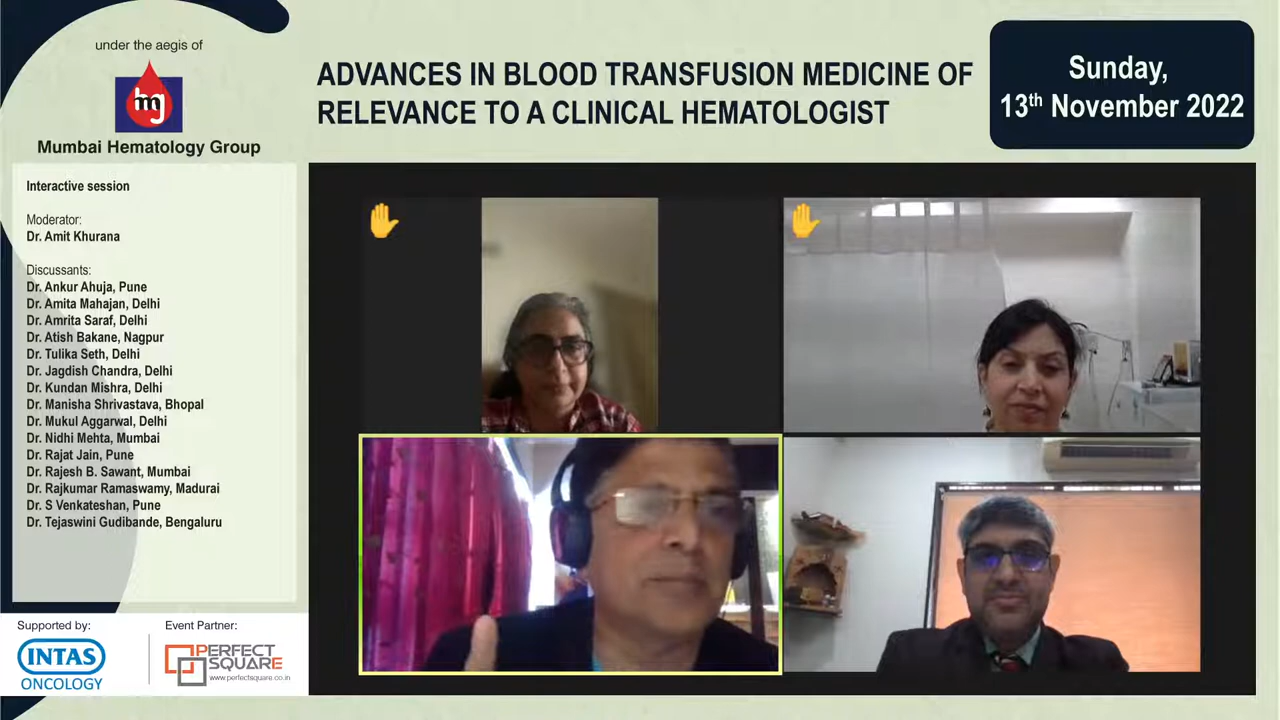 under the aegis of
hmg
Mumbai Hematology Group
ADVANCES IN BLOOD TRANSFUSION MEDICINE OF
RELEVANCE TO A CLINICAL HEMATOLOGIST
Sunday,
13th November 2022
Interactive session
Moderator:
Dr. Amit Khurana
Discussants:
Dr. Ankur Ahuja, Pune
Dr. Amita Mahajan, Delhi
Dr. Amrita Saraf, Delhi
Dr. Atish Bakane, Nagpur
Dr. Tulika Seth, Delhi
Dr. Jagdish Chandra, Delhi
Dr. Kundan Mishra, Delhi
Dr. Manisha Shrivastava, Bhopal
Dr. Mukul Aggarwal, Delhi
Dr. Nidhi Mehta, Mumbai
Dr. Rajat Jain, Pune
Dr. Rajesh B. Sawant, Mumbai
Dr. Rajkumar Ramaswamy, Madurai
Dr. S Venkateshan, Pune
Dr. Tejaswini Gudibande, Bengaluru
Supported by:
INTAS
ONCOLOGY
Event Partner:
PERFECT
SQUARE
www.perfectsquare.co.in